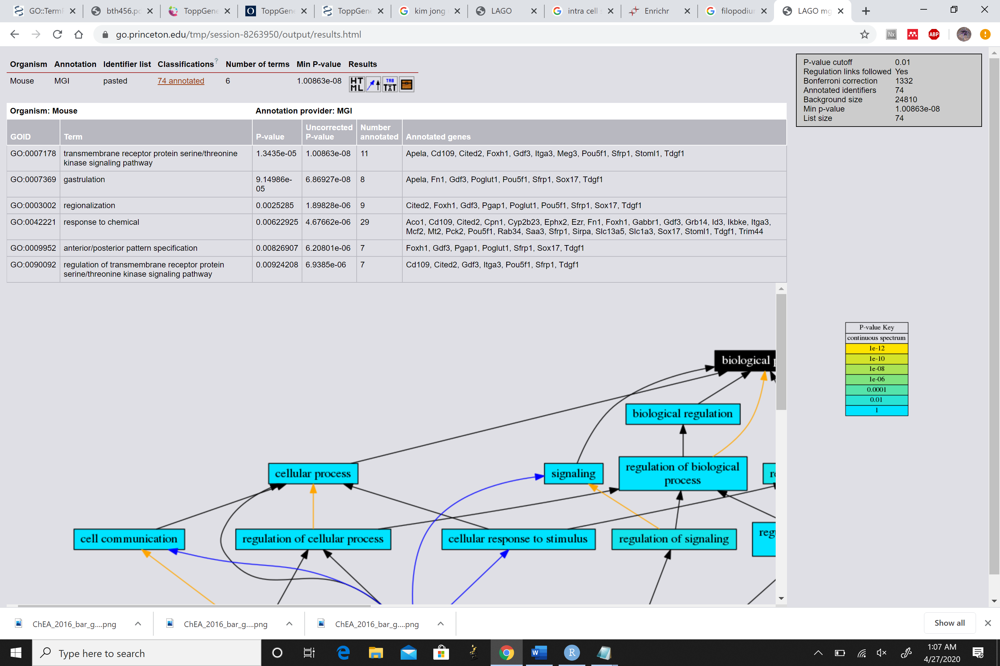 GO::Term
bth456.pd
ToppGene
ToppGene
ToppGene
kim jong
LAGO
intra cell s
Enrichr
filopodiu
LAGO mg
go.princeton.edu/tmp/session-8263950/output/results.html
Nx
ABP
Organism Annotation Identifier list Classifications? Number of terms Min P-value Results
Mouse MGI pasted 74 annotated 6 1.00863e-08
HT ML
TAB TXT
P-value cutoff 0.01
Regulation links followed Yes
Bonferroni correction 1332
Annotated identifiers 74
Background size 24810
Min p-value 1.00863e-08
List size 74
Organism: Mouse Annotation provider: MGI
GOID Term P-value Uncorrected P-value Number annotated Annotated genes
GO:0007178 transmembrane receptor protein serine/threonine 1.3435e-05 1.00863e-08 11 Apela, Cd109, Cited2, Foxh1, Gdf3, Itga3, Meg3, Pou5f1, Sfrp1, Stoml1, Tdgf1
kinase signaling pathway
GO:0007369 gastrulation 9.14986e- 6.86927e-08 8 Apela, Fn1, Gdf3, Poglut1, Pou5f1, Sfrp1, Sox17, Tdgf1
05
GO:0003002 regionalization 0.0025285 1.89828e-06 9 Cited2, Foxh1, Gdf3, Pgap1, Poglut1, Pou5f1, Sfrp1, Sox17, Tdgf1
GO:0042221 response to chemical 0.00622925 4.67662e-06 29 Aco1, Cd109, Cited2, Cpn1, Cyp2b23, Ephx2, Ezr, Fn1, Foxh1, Gabbr1, Gdf3, Grb14, Id3, Ikbke, Itga3,
Mcf2, Mt2, Pck2, Pou5f1, Rab34, Saa3, Sfrp1, Sirpa, Slc13a5, Slc1a3, Sox17, Stoml1, Tdgf1, Trim44
GO:0009952 anterior/posterior pattern specification 0.00826907 6.20801e-06 7 Foxh1, Gdf3, Pgap1, Poglut1, Sfrp1, Sox17, Tdgf1
GO:0090092 regulation of transmembrane receptor protein 0.00924208 6.9385e-06 7 Cd109, Cited2, Gdf3, Itga3, Pou5f1, Sfrp1, Tdgf1
serine/threonine kinase signaling pathway
P-value Key
continuous spectrum
1e-12
1e-10
1e-08
1e-06
0.0001
0.01
1
biological p
biological regulation
cellular process
signaling
regulation of biological
process
re
cell communication
regulation of cellular process
cellular response to stimulus
regulation of signaling
reg
ChEA_2016_bar_g....png
ChEA_2016_bar_g....png
ChEA_2016_bar_g....png
Show all
Type here to search
1:07 AM
4/27/2020